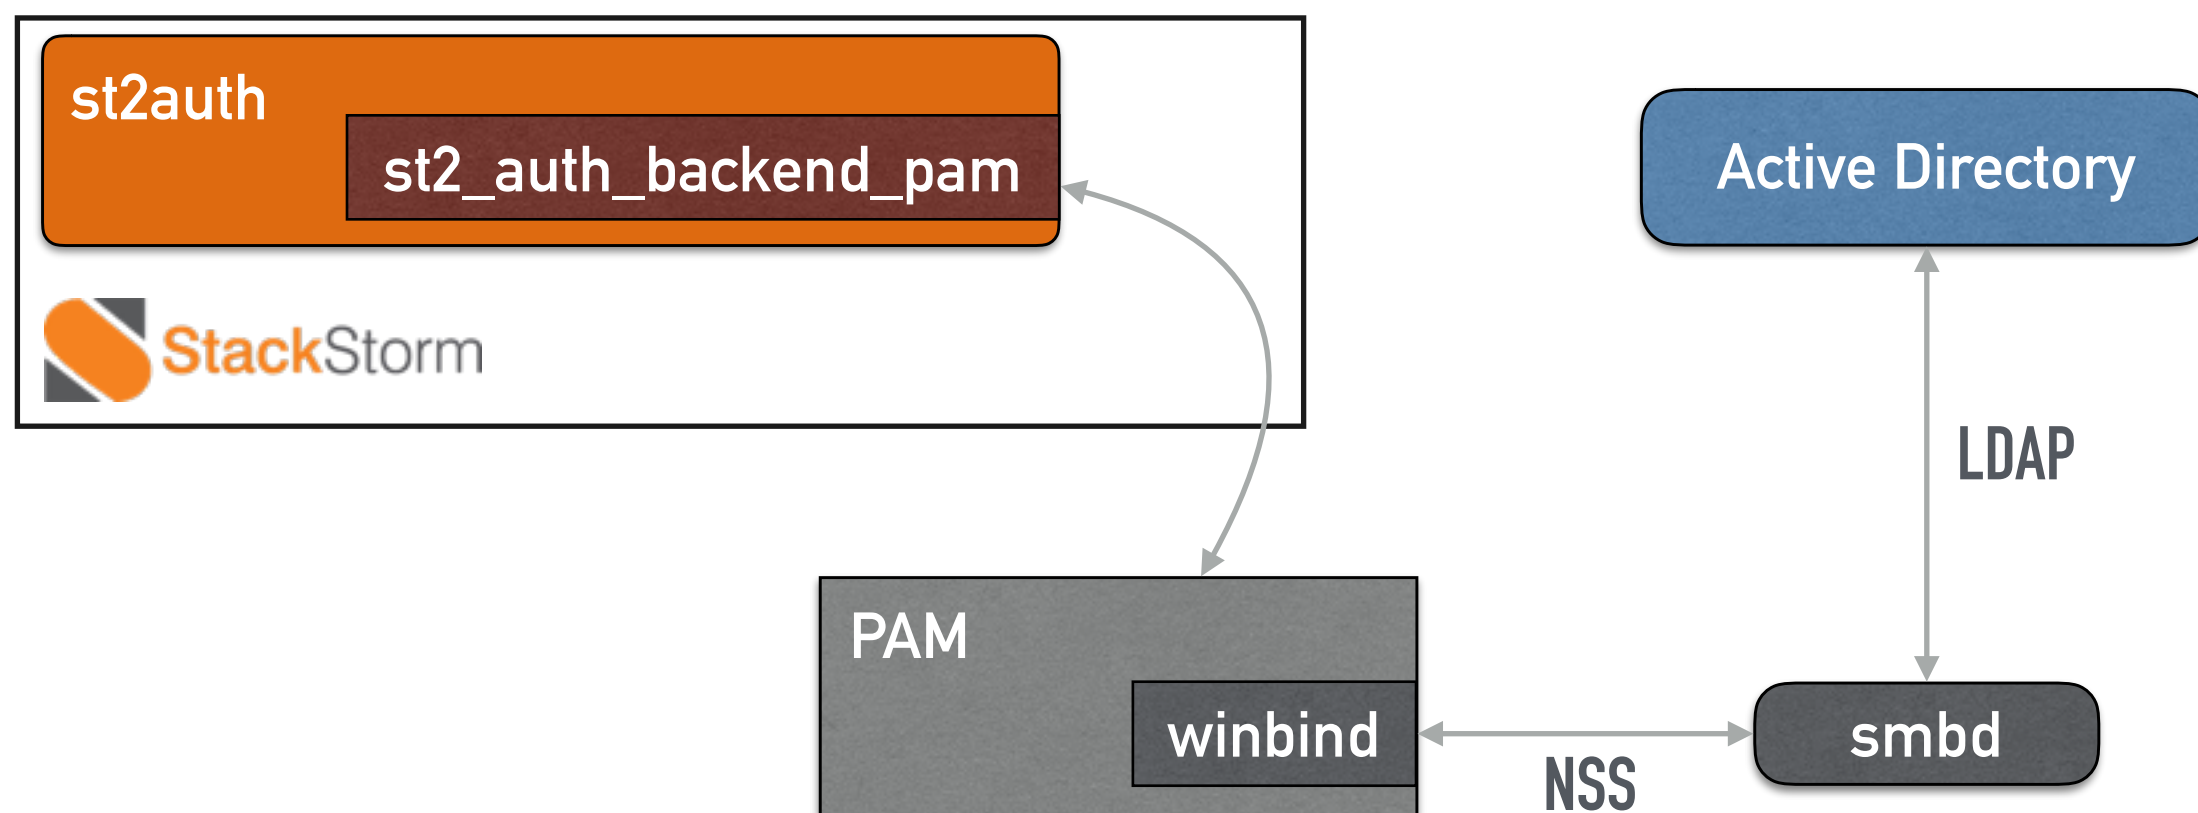 st2auth
st2_auth_backend_pam
StackStorm
Active Directory
LDAP
PAM
winbind
NSS
smbd